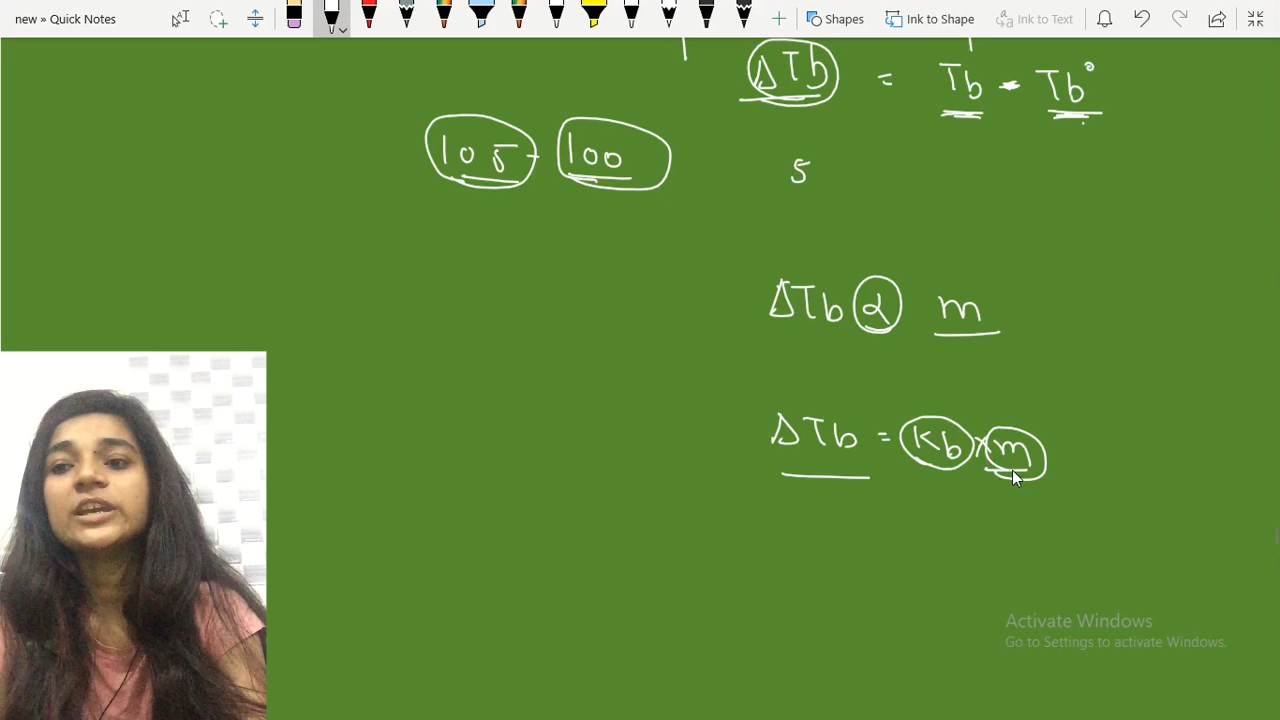 new » Quick Notes
Shapes
Ink to Shape
Ink to Text
ΔTb = Tb - Tb°
105 - 100 5
ΔTb α m
ΔTb = Kb × m
Activate Windows
Go to Settings to activate Windows.